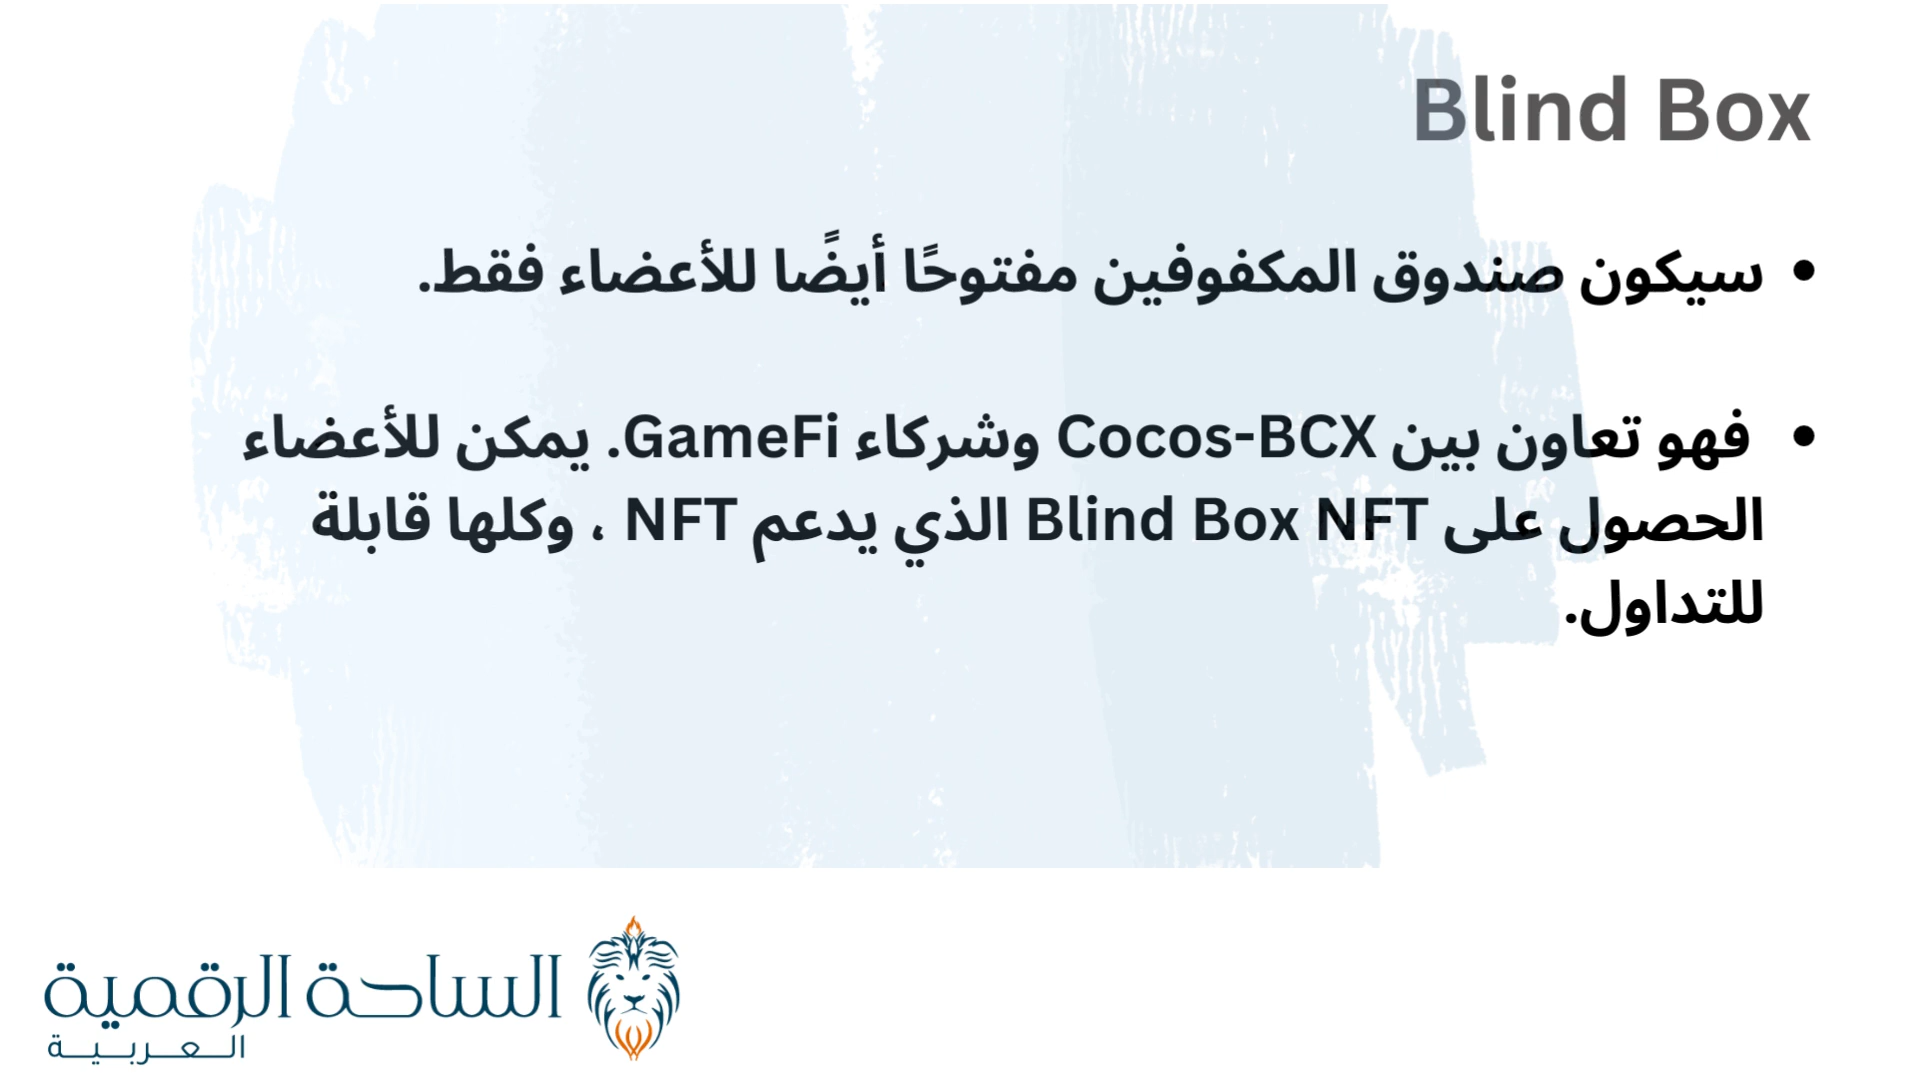 Blind Box
• سيكون صندوق المكفوفين مفتوحًا أيضًا للأعضاء فقط.
• فهو تعاون بين Cocos-BCX وشركاء GameFi. يمكن للأعضاء
الحصول على Blind Box NFT الذي يدعم NFT ، وكلها قابلة
للتداول.
الساحة الرقمية
العربية